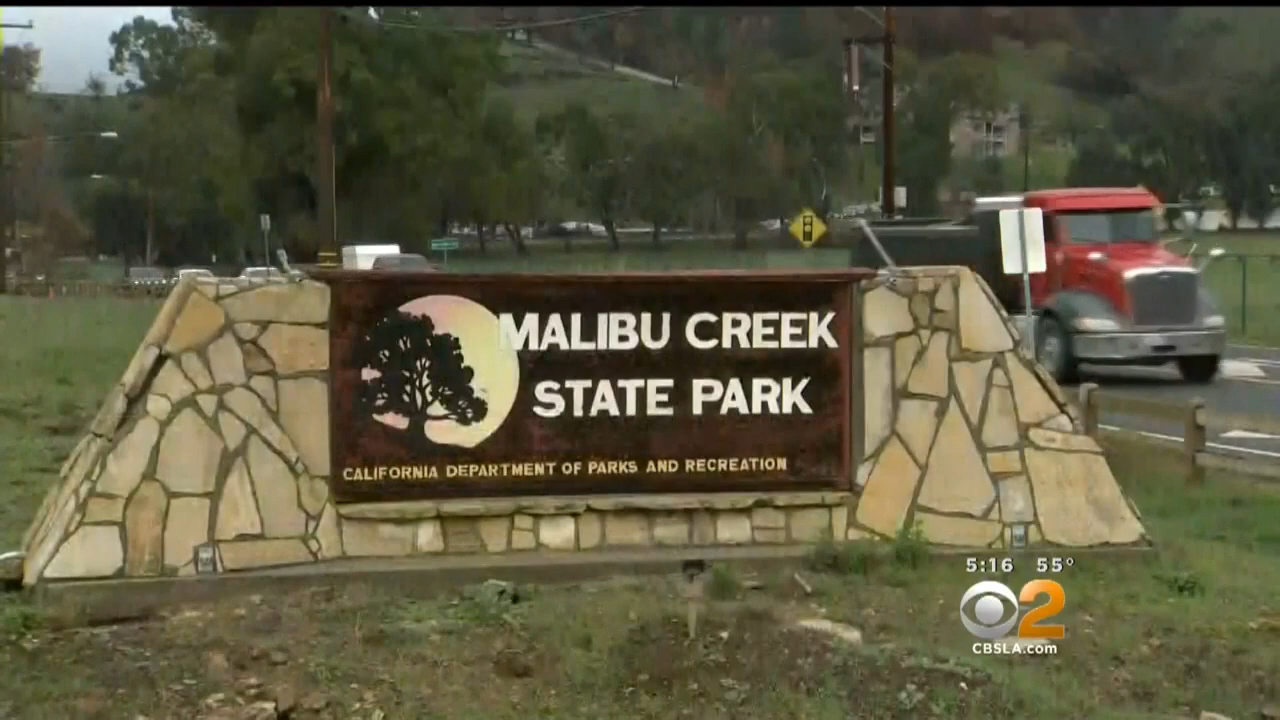 MALIBU CREEK
STATE PARK
CALIFORNIA DEPARTMENT OF PARKS AND RECREATION
5:16 55°
2
CBSLA.com